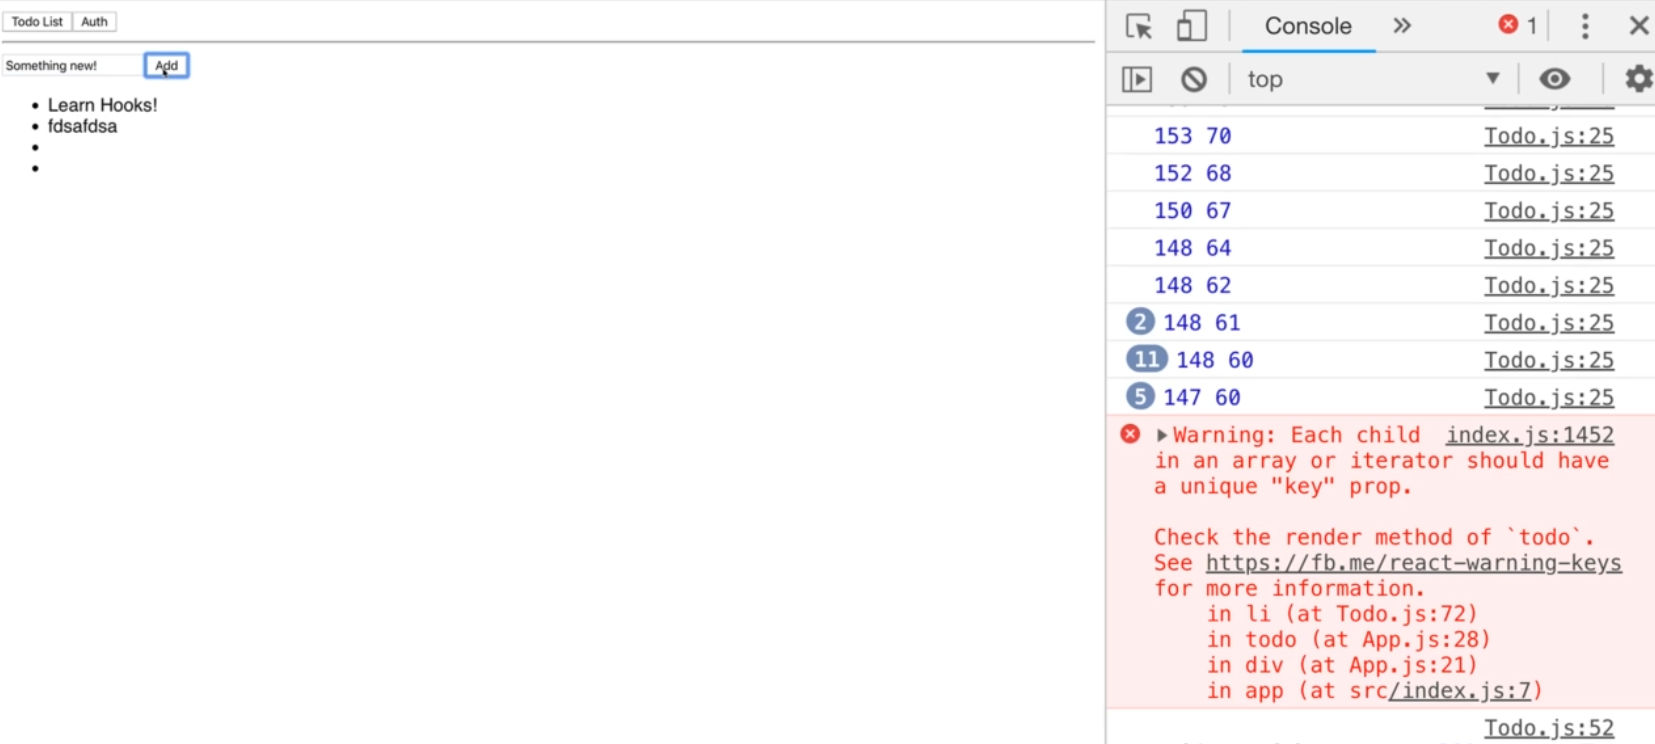 Todo List Auth
Something new! Add
Learn Hooks!
fdsafdsa
Console 1
top
153 70 Todo.js:25
152 68 Todo.js:25
150 67 Todo.js:25
148 64 Todo.js:25
148 62 Todo.js:25
2 148 61 Todo.js:25
11 148 60 Todo.js:25
5 147 60 Todo.js:25
Warning: Each child index.js:1452
in an array or iterator should have
a unique "key" prop.
Check the render method of `todo`.
See https://fb.me/react-warning-keys
for more information.
in li (at Todo.js:72)
in todo (at App.js:28)
in div (at App.js:21)
in app (at src/index.js:7)
Todo.js:52